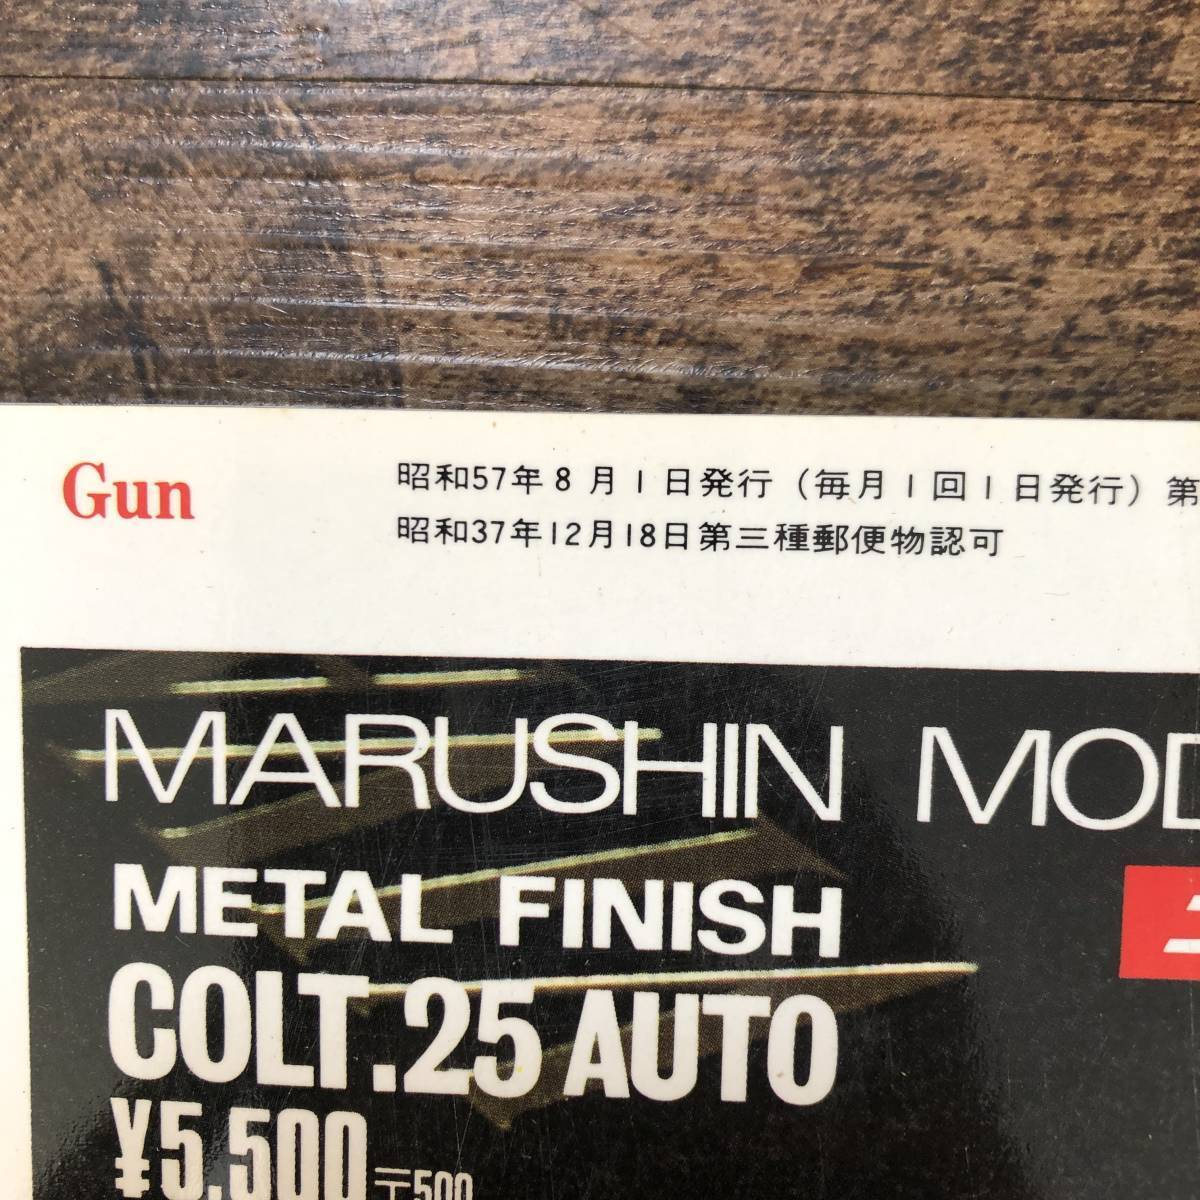 Gun
昭和57年8月1日発行（毎月1回1日発行）第
昭和37年12月18日第三種郵便物認可
MARUSHIN MOD
METAL FINISH
COLT.25 AUTO
¥5,500 〒500